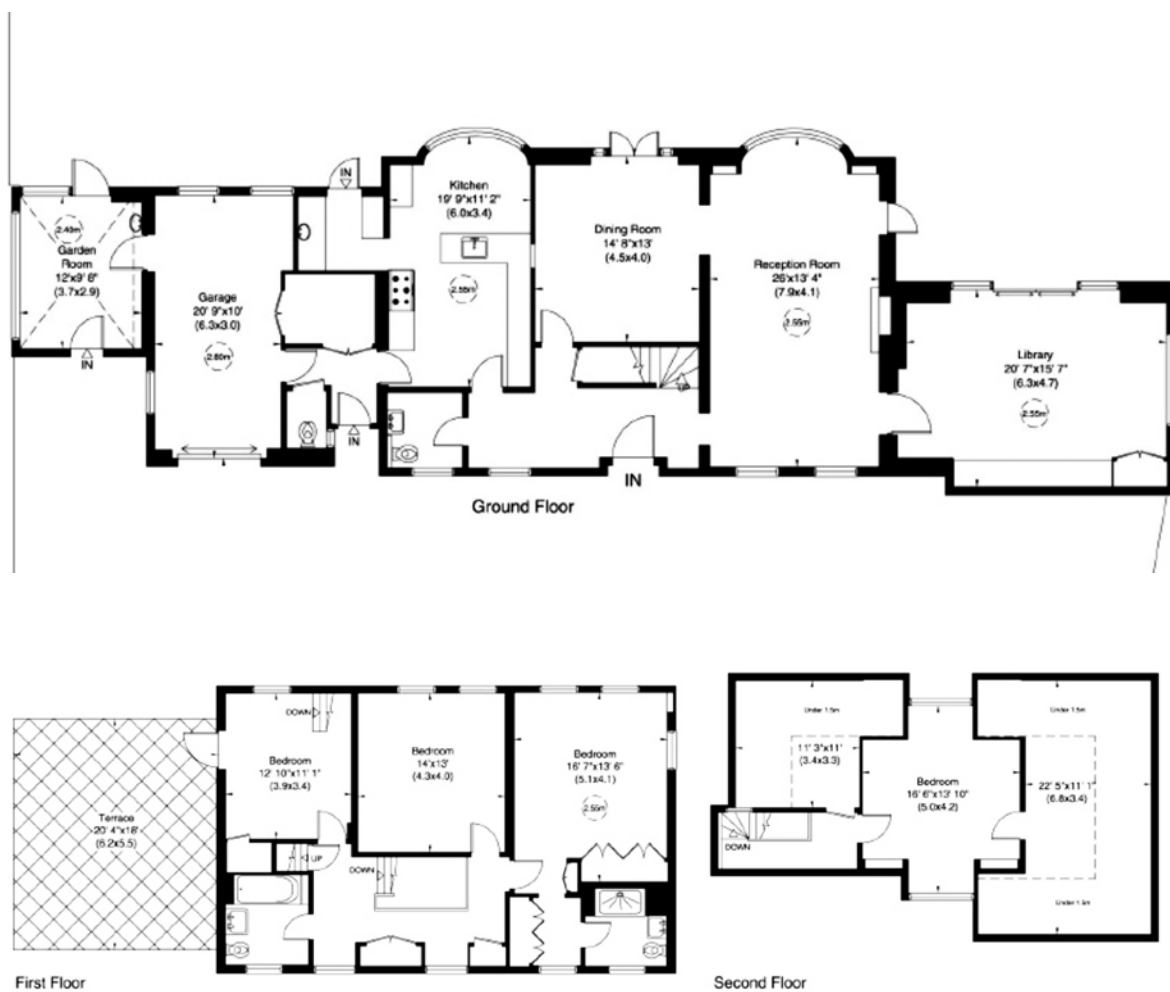 IN
Kitchen
19' 9"x11' 2"
(6.0x3.4)
2.55m
Dining Room
14' 8"x13'
(4.5x4.0)
Reception Room
26'x13' 4"
(7.9x4.1)
2.55m
2.40m
Garden
Room
12'x9' 6"
(3.7x2.9)
IN
Garage
20' 9"x10'
(6.3x3.0)
2.60m
IN
UP
Library
20' 7"x15' 7"
(6.3x4.7)
2.55m
IN
Ground Floor
DOWN
Bedroom
12' 10"x11' 1"
(3.9x3.4)
Bedroom
14'x13'
(4.3x4.0)
Bedroom
16' 7"x13' 6"
(5.1x4.1)
2.55m
Terrace
20' 4"x18'
(6.2x5.5)
UP
DOWN
First Floor
Under 1.5m
11' 3"x11'
(3.4x3.3)
Bedroom
16' 6"x13' 10"
(5.0x4.2)
Under 1.5m
22' 5"x11' 1"
(6.8x3.4)
DOWN
Under 1.5m
Second Floor